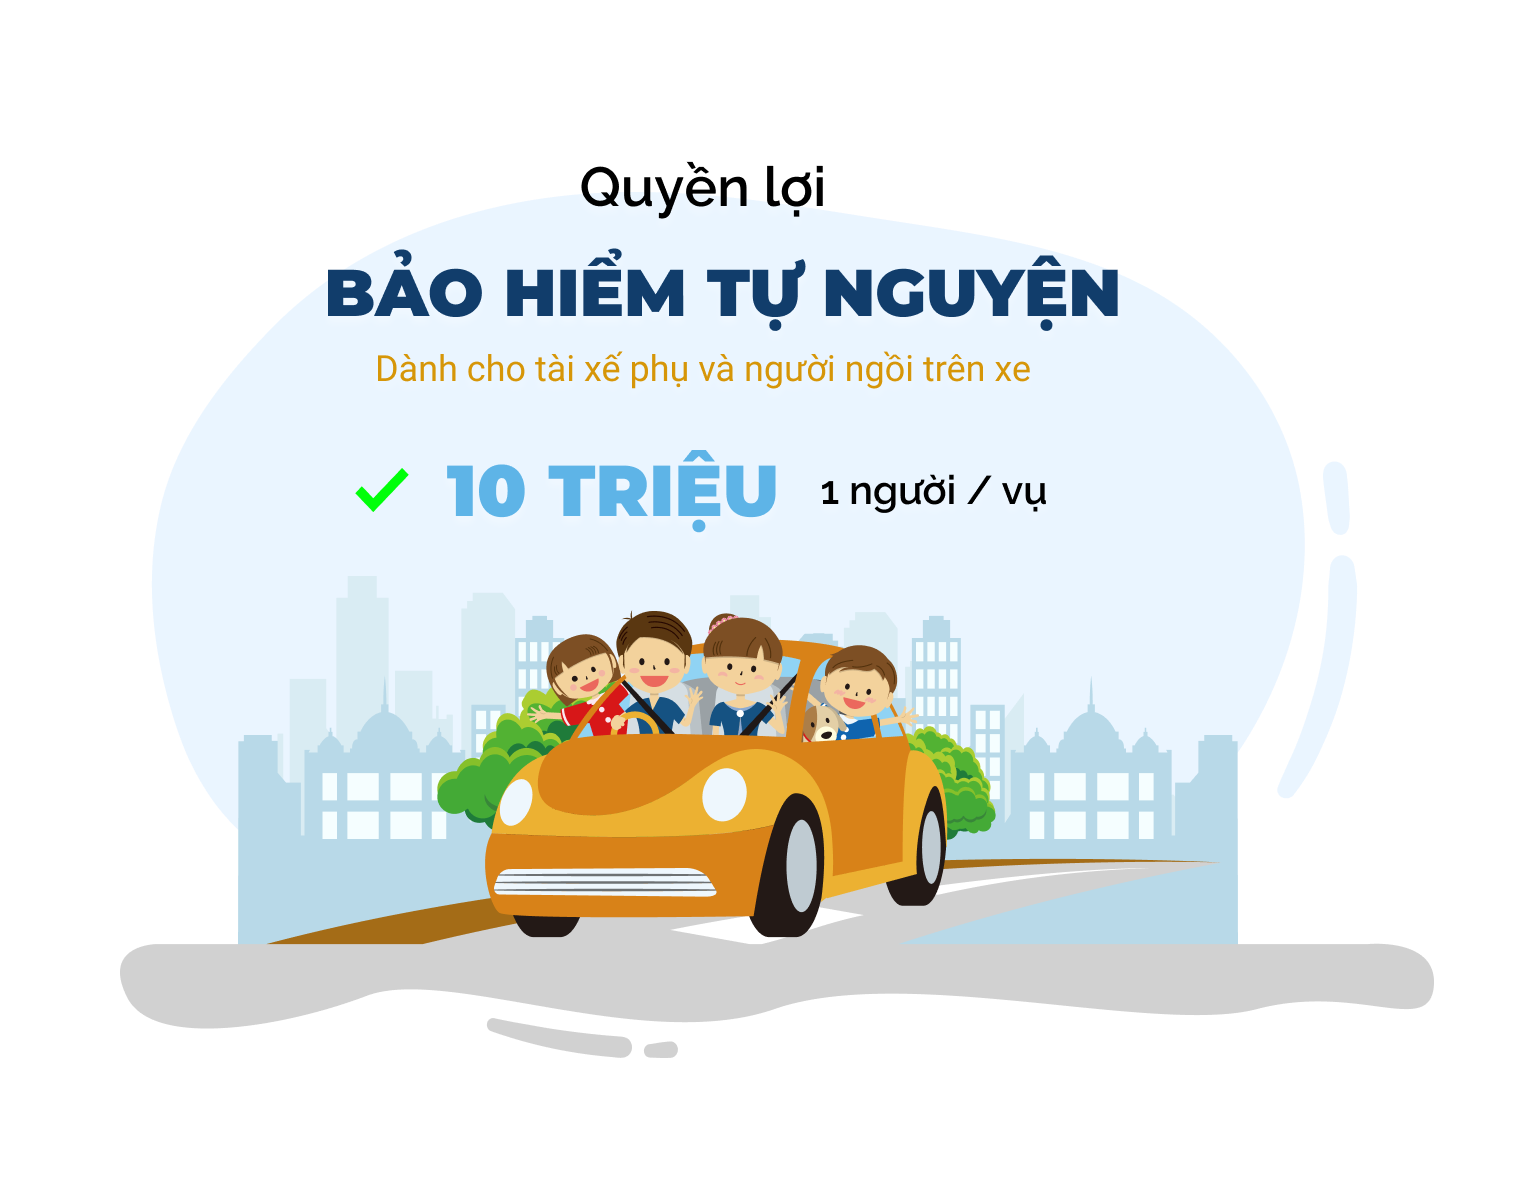 Quyền lợi
BẢO HIỂM TỰ NGUYỆN
Dành cho tài xế phụ và người ngồi trên xe
10 TRIỆU 1 người / vụ